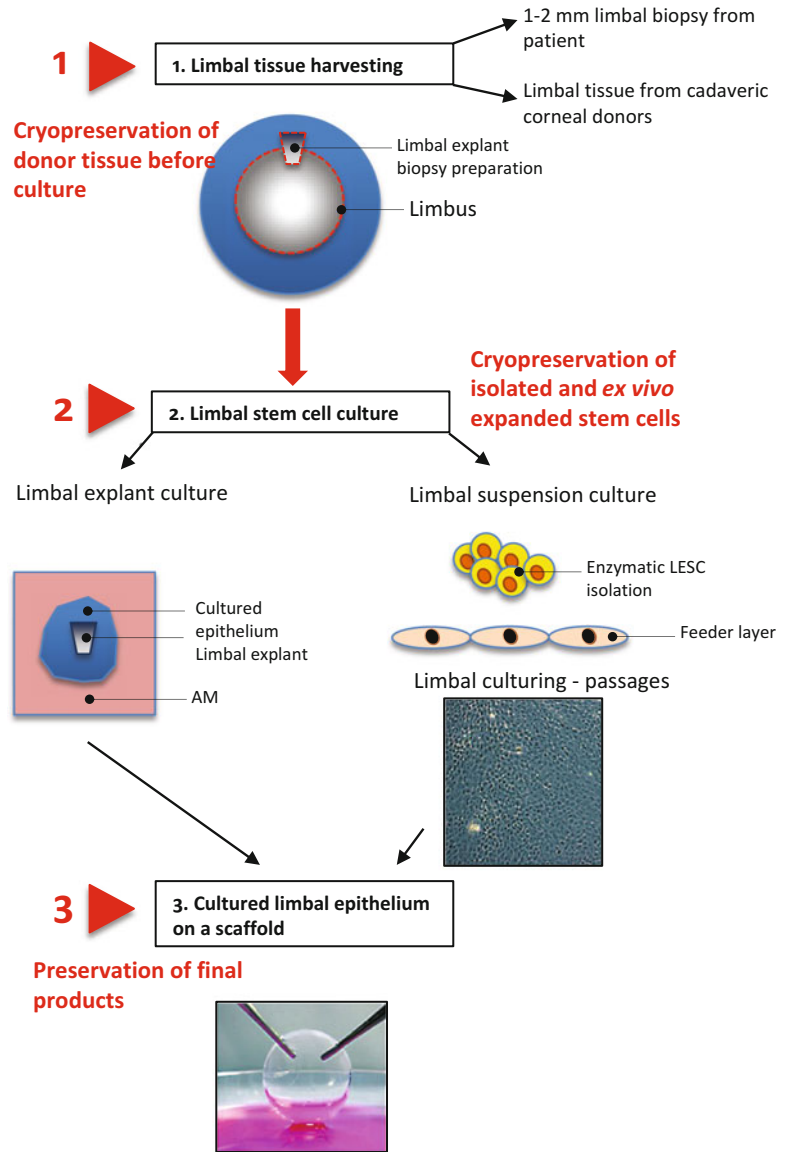 1
1. Limbal tissue harvesting
1-2 mm limbal biopsy from
patient
Limbal tissue from cadaveric
corneal donors
Cryopreservation of
donor tissue before
culture
Limbal explant
biopsy preparation
Limbus
Cryopreservation of
isolated and ex vivo
expanded stem cells
2
2. Limbal stem cell culture
Limbal explant culture
Limbal suspension culture
Cultured
epithelium
Limbal explant
AM
Enzymatic LESC
isolation
Feeder layer
Limbal culturing - passages
3
3. Cultured limbal epithelium
on a scaffold
Preservation of final
products